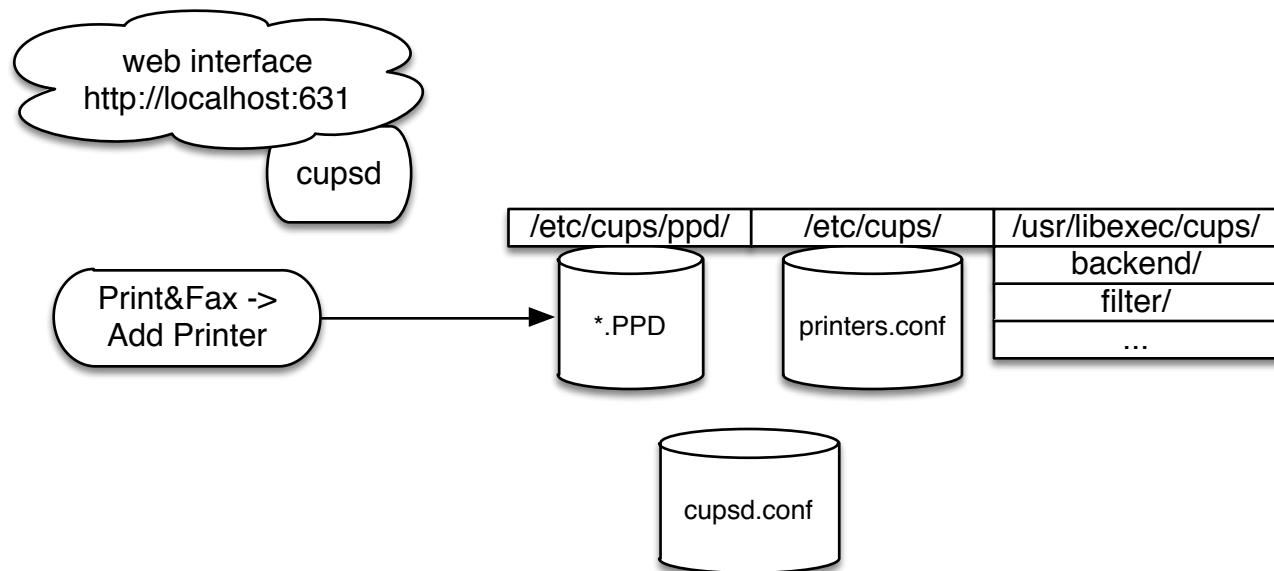 web interface
http://localhost:631
cupsd
/etc/cups/ppd/
/etc/cups/
/usr/libexec/cups/
backend/
filter/
...
Print&Fax ->
Add Printer
*.PPD
printers.conf
cupsd.conf